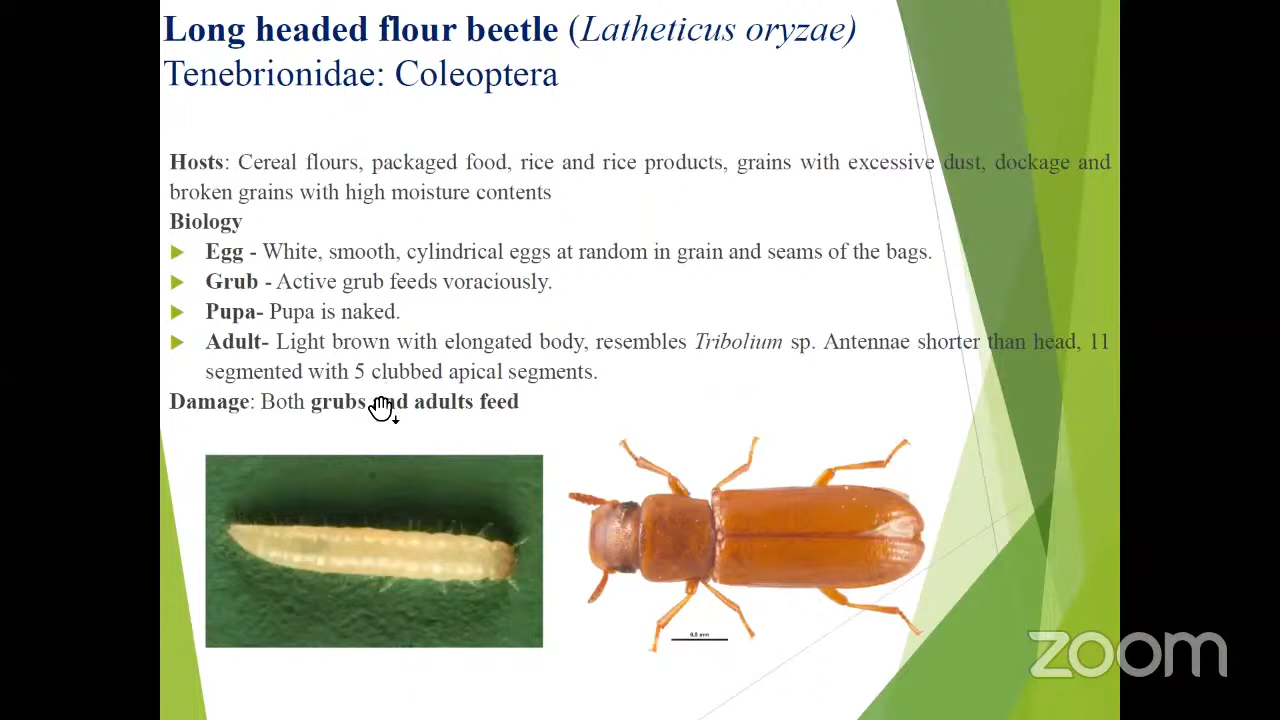 Long headed flour beetle (Latheticus oryzae)
Tenebrionidae: Coleoptera
Hosts: Cereal flours, packaged food, rice and rice products, grains with excessive dust, dockage and
broken grains with high moisture contents
Biology
Egg - White, smooth, cylindrical eggs at random in grain and seams of the bags.
Grub - Active grub feeds voraciously.
Pupa- Pupa is naked.
Adult- Light brown with elongated body, resembles Tribolium sp. Antennae shorter than head, 11
segmented with 5 clubbed apical segments.
Damage: Both grubs and adults feed
0.5 mm
zoom